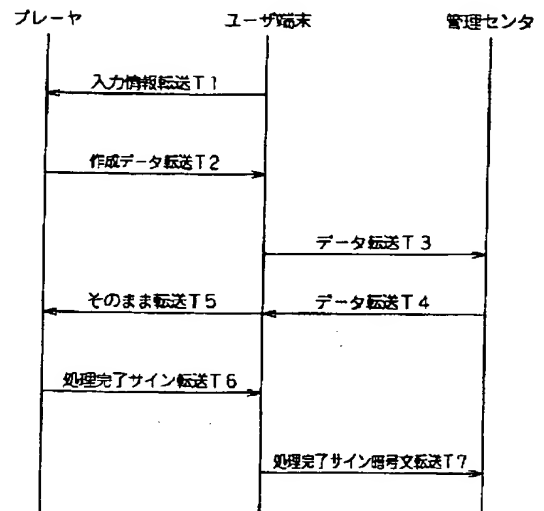 プレーヤ ユーザ端末 管理センタ
入力情報転送T1
作成データ転送T2
データ転送T3
そのまま転送T5 データ転送T4
処理完了サイン転送T6
処理完了サイン暗号文転送T7